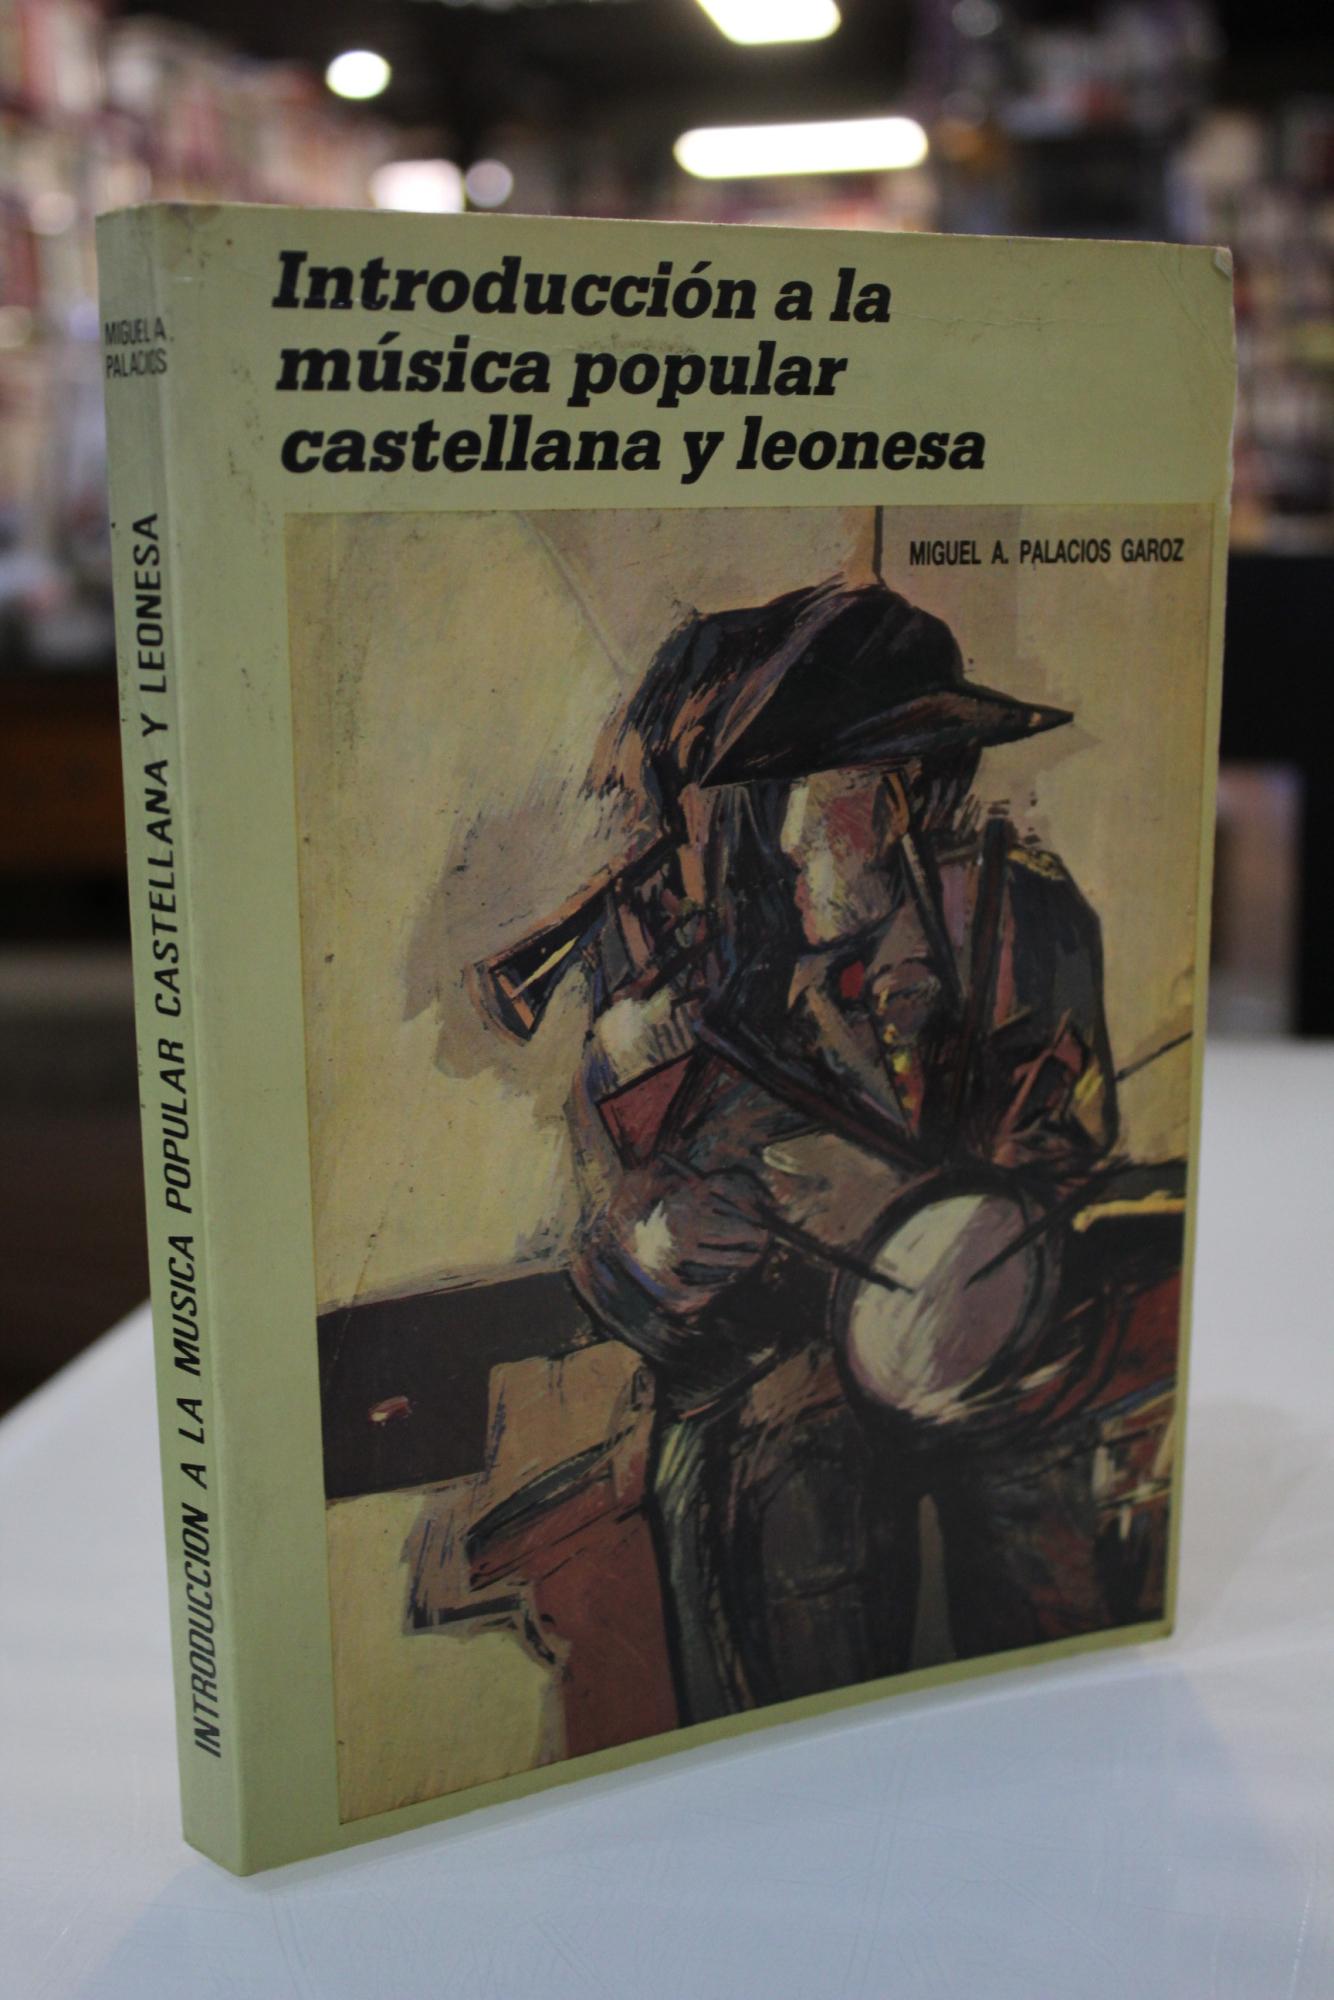 Introducción a la
música popular
castellana y leonesa
MIGUEL A. PALACIOS GAROZ
MIGUEL A.
PALACIOS
INTRODUCCION A LA MUSICA POPULAR CASTELLANA Y LEONESA